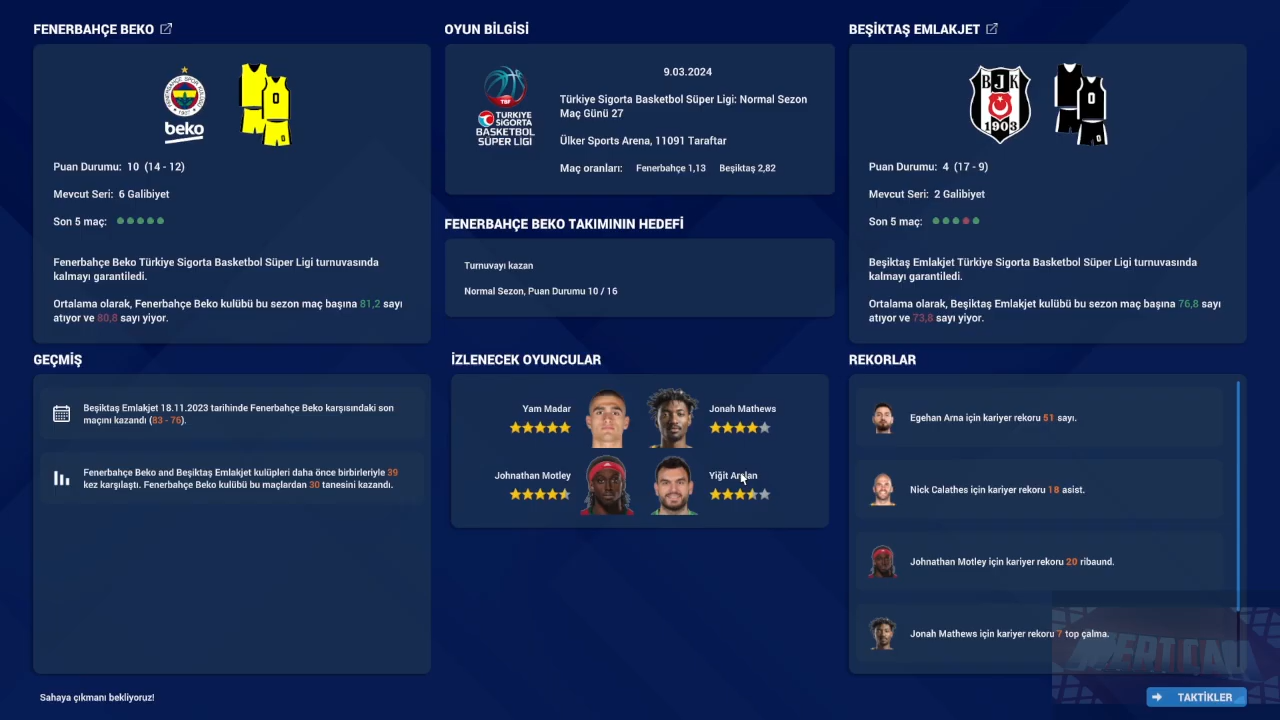 FENERBAHÇE BEKO
beko
Puan Durumu: 10 (14 - 12)
Mevcut Seri: 6 Galibiyet
Son 5 maç:
Fenerbahçe Beko Türkiye Sigorta Basketbol Süper Ligi turnuvasında
kalmayı garantiledi.
Ortalama olarak, Fenerbahçe Beko kulübü bu sezon maç başına 81,2 sayı
atıyor ve 80,8 sayı yiyor.
OYUN BİLGİSİ
TBF
TÜRKİYE
SİGORTA
BASKETBOL
SÜPER LİGİ
9.03.2024
Türkiye Sigorta Basketbol Süper Ligi: Normal Sezon
Maç Günü 27
Ülker Sports Arena, 11091 Taraftar
Maç oranları: Fenerbahçe 1,13 Beşiktaş 2,82
FENERBAHÇE BEKO TAKIMININ HEDEFİ
Turnuvayı kazan
Normal Sezon, Puan Durumu 10 / 16
BEŞİKTAŞ EMLAKJET
BJK
1903
0
0
Puan Durumu: 4 (17 - 9)
Mevcut Seri: 2 Galibiyet
Son 5 maç:
Beşiktaş Emlakjet Türkiye Sigorta Basketbol Süper Ligi turnuvasında
kalmayı garantiledi.
Ortalama olarak, Beşiktaş Emlakjet kulübü bu sezon maç başına 76,8 sayı
atıyor ve 73,8 sayı yiyor.
GEÇMİŞ
Beşiktaş Emlakjet 18.11.2023 tarihinde Fenerbahçe Beko karşısındaki son
maçını kazandı (83 - 76).
Fenerbahçe Beko and Beşiktaş Emlakjet kulüpleri daha önce birbirleriyle 39
kez karşılaştı. Fenerbahçe Beko kulübü bu maçlardan 30 tanesini kazandı.
İZLENECEK OYUNCULAR
Yam Madar
Jonah Mathews
Johnathan Motley
Yiğit Arslan
REKORLAR
Egehan Arna için kariyer rekoru 51 sayı.
Nick Calathes için kariyer rekoru 18 asist.
Johnathan Motley için kariyer rekoru 20 ribaund.
Jonah Mathews için kariyer rekoru 7 top çalma.
Sahaya çıkmanı bekliyoruz!
TAKTİKLER